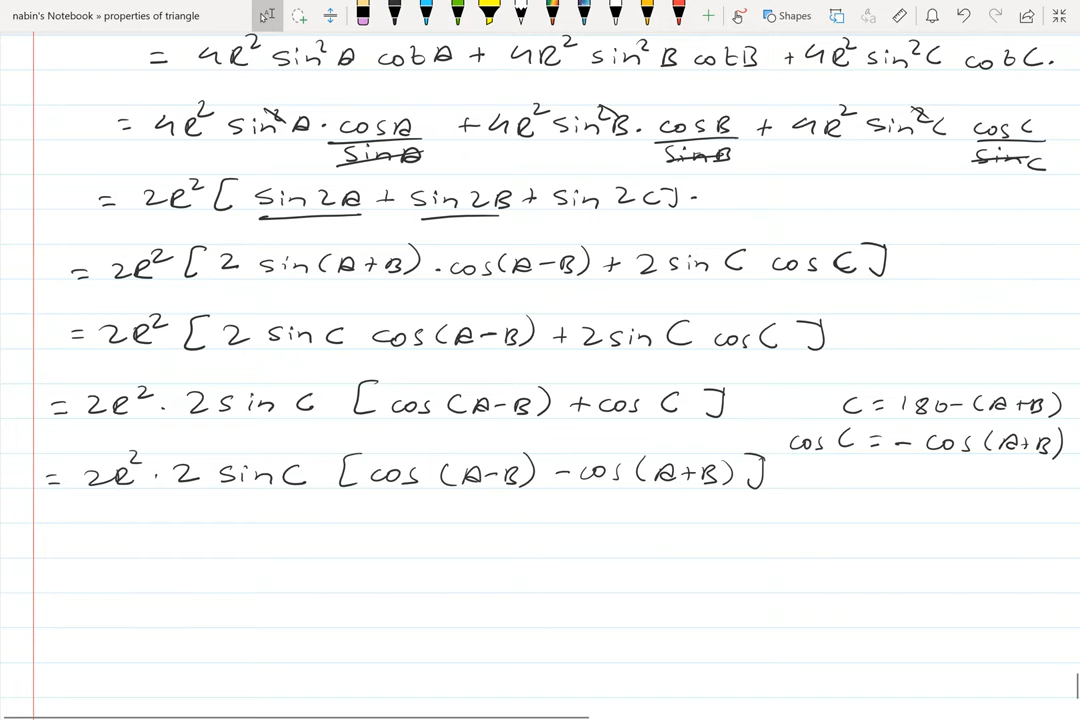 nabin's Notebook » properties of triangle
Shapes
= 4R² sin²A cotA + 4R² sin²B cotB + 4R² sin²C cotC.
= 4R² sin²A · cosA/sinA + 4R² sin²B · cosB/sinB + 4R² sin²C cosC/sinC
= 2R² [ sin2A + sin2B + sin2C ].
= 2R² [ 2 sin(A+B) · cos(A-B) + 2 sin C cos C ]
= 2R² [ 2 sinC cos(A-B) + 2 sin C cos C ]
= 2R² · 2 sin C [ cos (A-B) + cos C ]
C = 180 - (A+B)
cos C = - cos(A+B)
= 2R² · 2 sinC [ cos (A-B) - cos (A+B) ]